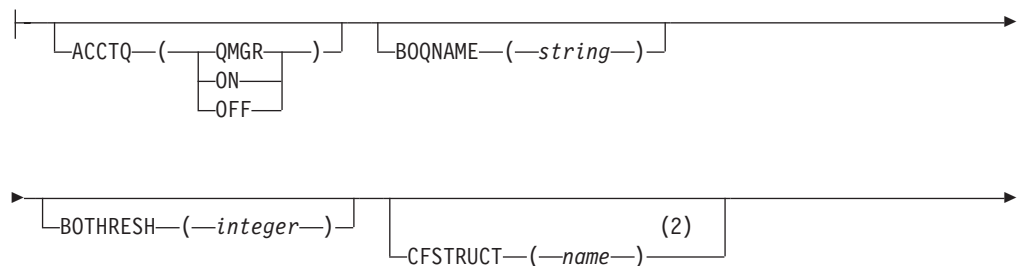 ACCTQ ( QMGR ) BOQNAME ( string )
ON
OFF
BOTHRESH ( integer ) (2)
CFSTRUCT ( name )